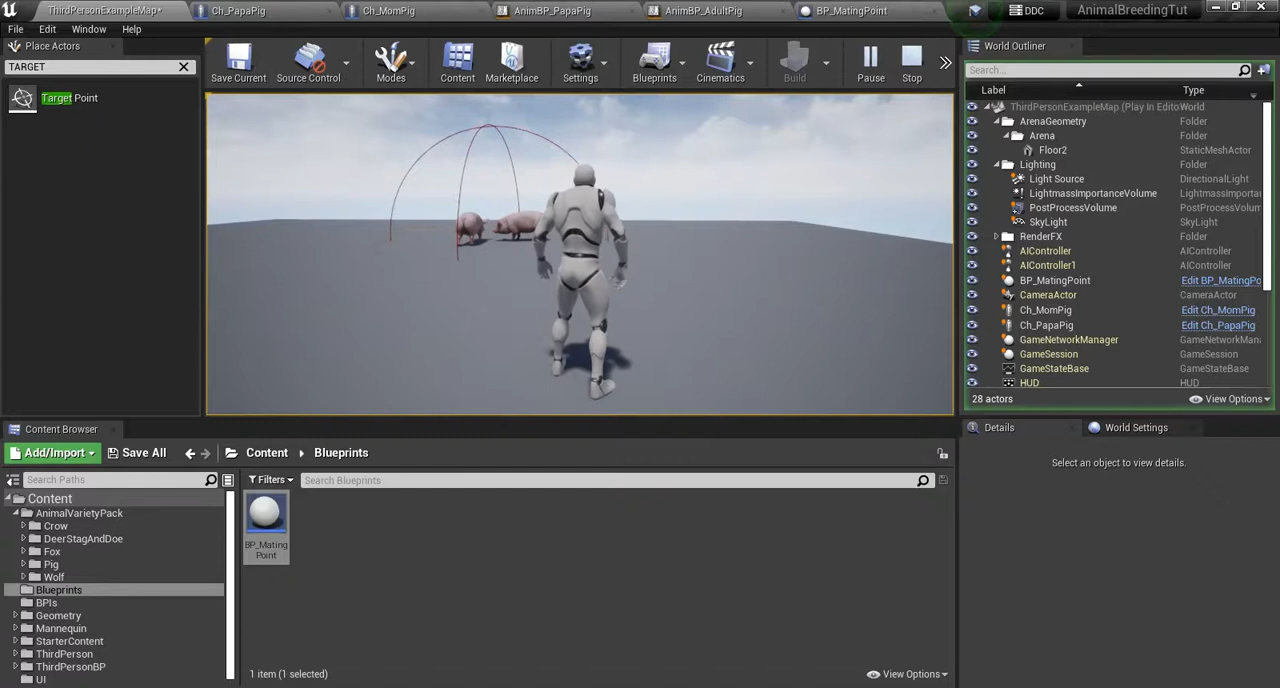 ThirdPersonExampleMap*
Ch_PapaPig
Ch_MomPig
AnimBP_PapaPig
AnimBP_AdultPig
BP_MatingPoint
DDC
AnimalBreedingTut
File
Edit
Window
Help
Place Actors
TARGET
Target Point
Save Current
Source Control
Modes
Content
Marketplace
Settings
Blueprints
Cinematics
Build
Pause
Stop
World Outliner
Search...
Label
Type
ThirdPersonExampleMap (Play In Editor
World
ArenaGeometry
Folder
Arena
Folder
Floor2
StaticMeshActor
Lighting
Folder
Light Source
DirectionalLight
LightmassImportanceVolume
LightmassImporta
PostProcessVolume
PostProcessVolum
SkyLight
SkyLight
RenderFX
Folder
AIController
AIController
AIController1
AIController
BP_MatingPoint
Edit BP_MatingPo
CameraActor
CameraActor
Ch_MomPig
Edit Ch_MomPig
Ch_PapaPig
Edit Ch_PapaPig
GameNetworkManager
GameNetworkMan
GameSession
GameSession
GameStateBase
GameStateBase
HUD
HUD
28 actors
View Options
Content Browser
Add/Import
Save All
Content
Blueprints
Search Paths
Filters
Search Blueprints
Content
AnimalVarietyPack
Crow
DeerStagAndDoe
Fox
Pig
Wolf
Blueprints
BPIs
Geometry
Mannequin
StarterContent
ThirdPerson
ThirdPersonBP
UI
BP_Mating
Point
1 item (1 selected)
View Options
Details
World Settings
Select an object to view details.